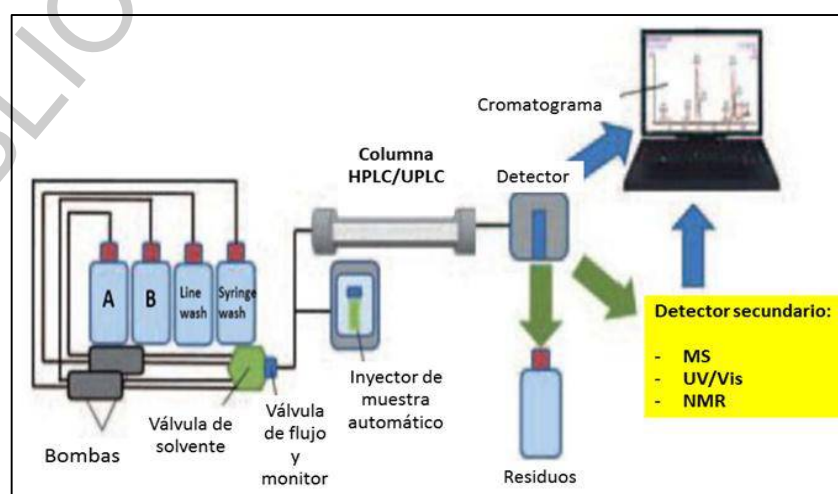 Cromatograma
Columna
HPLC/UPLC
Detector
A
B
Line
wash
Syringe
wash
Detector secundario:
- MS
- UV/Vis
- NMR
Inyector de
muestra
automático
Válvula de
solvente
Válvula
de flujo
y
monitor
Bombas
Residuos